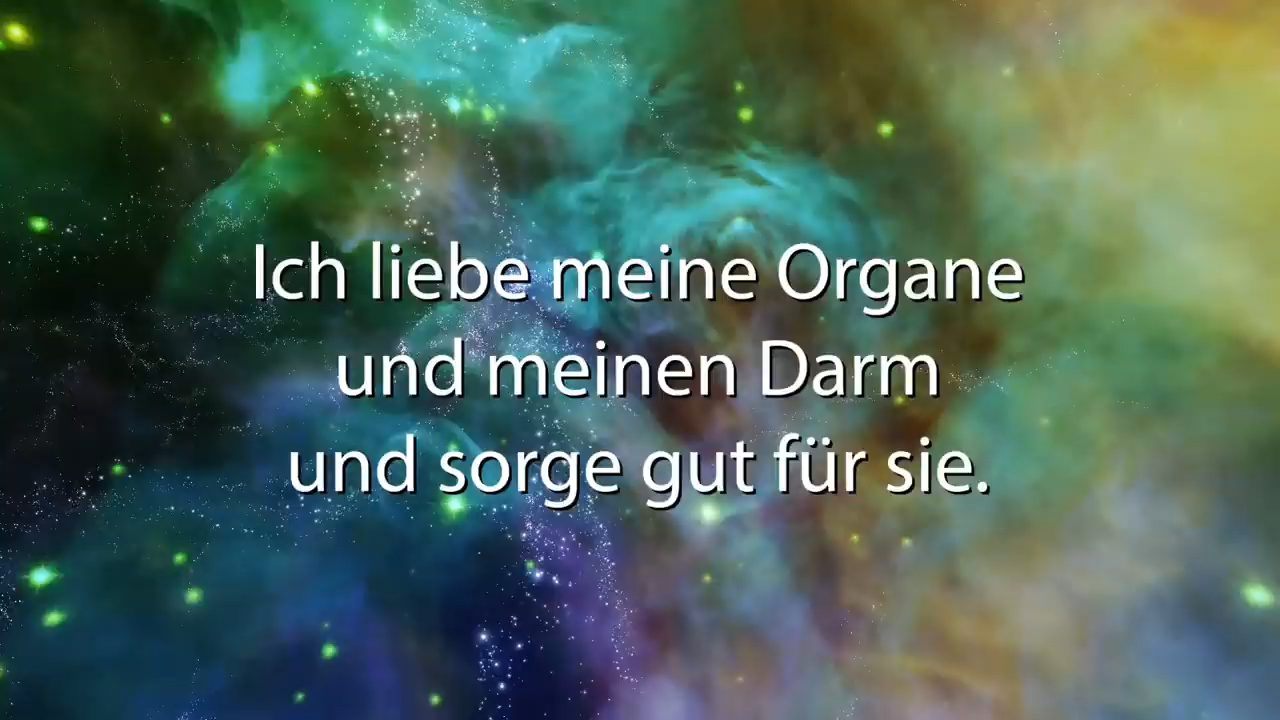 Ich liebe meine Organe
und meinen Darm
und sorge gut für sie.